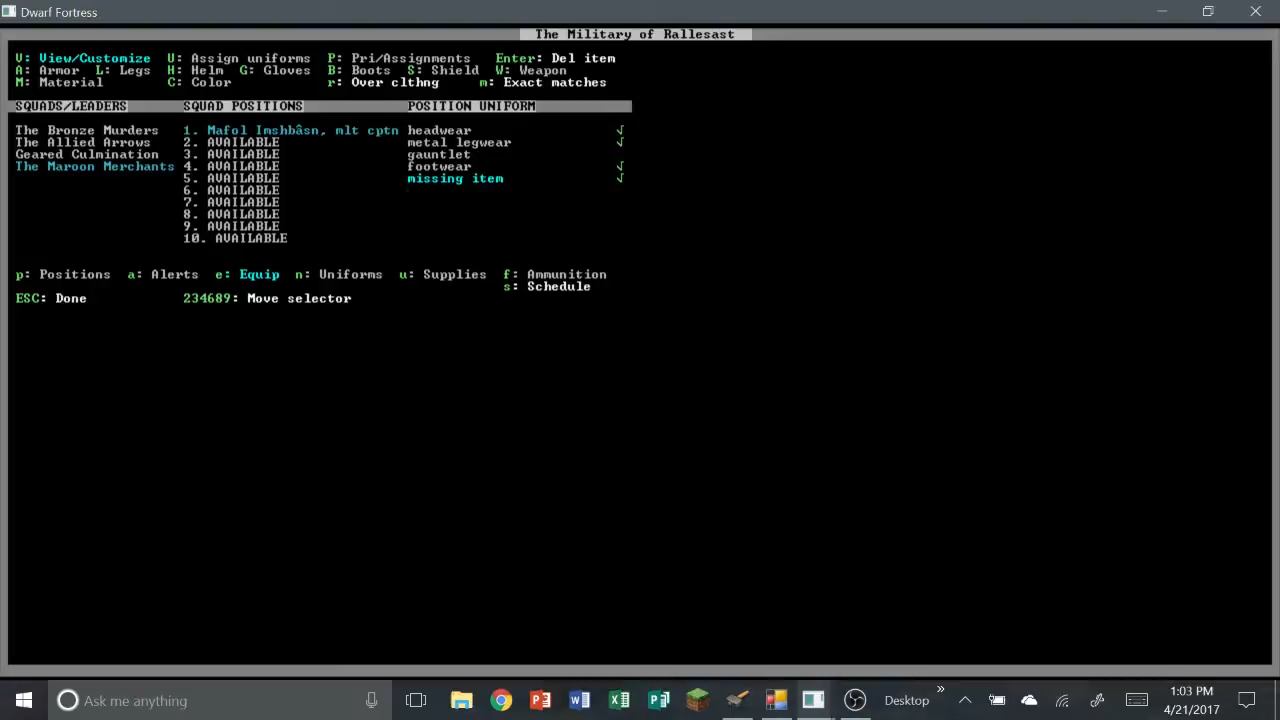 Dwarf Fortress
The Military of Rallesast
V: View/Customize U: Assign uniforms P: Pri/Assignments Enter: Del item
A: Armor L: Legs H: Helm G: Gloves B: Boots S: Shield W: Weapon
M: Material C: Color r: Over clthng m: Exact matches
SQUADS/LEADERS SQUAD POSITIONS POSITION UNIFORM
The Bronze Murders 1. Mafol Imshbâsn, mlt cptn headwear √
The Allied Arrows 2. AVAILABLE metal legwear √
Geared Culmination 3. AVAILABLE gauntlet
The Maroon Merchants 4. AVAILABLE footwear √
5. AVAILABLE missing item √
6. AVAILABLE
7. AVAILABLE
8. AVAILABLE
9. AVAILABLE
10. AVAILABLE
p: Positions a: Alerts e: Equip n: Uniforms u: Supplies f: Ammunition
s: Schedule
ESC: Done 234689: Move selector
Ask me anything Desktop 1:03 PM
4/21/2017